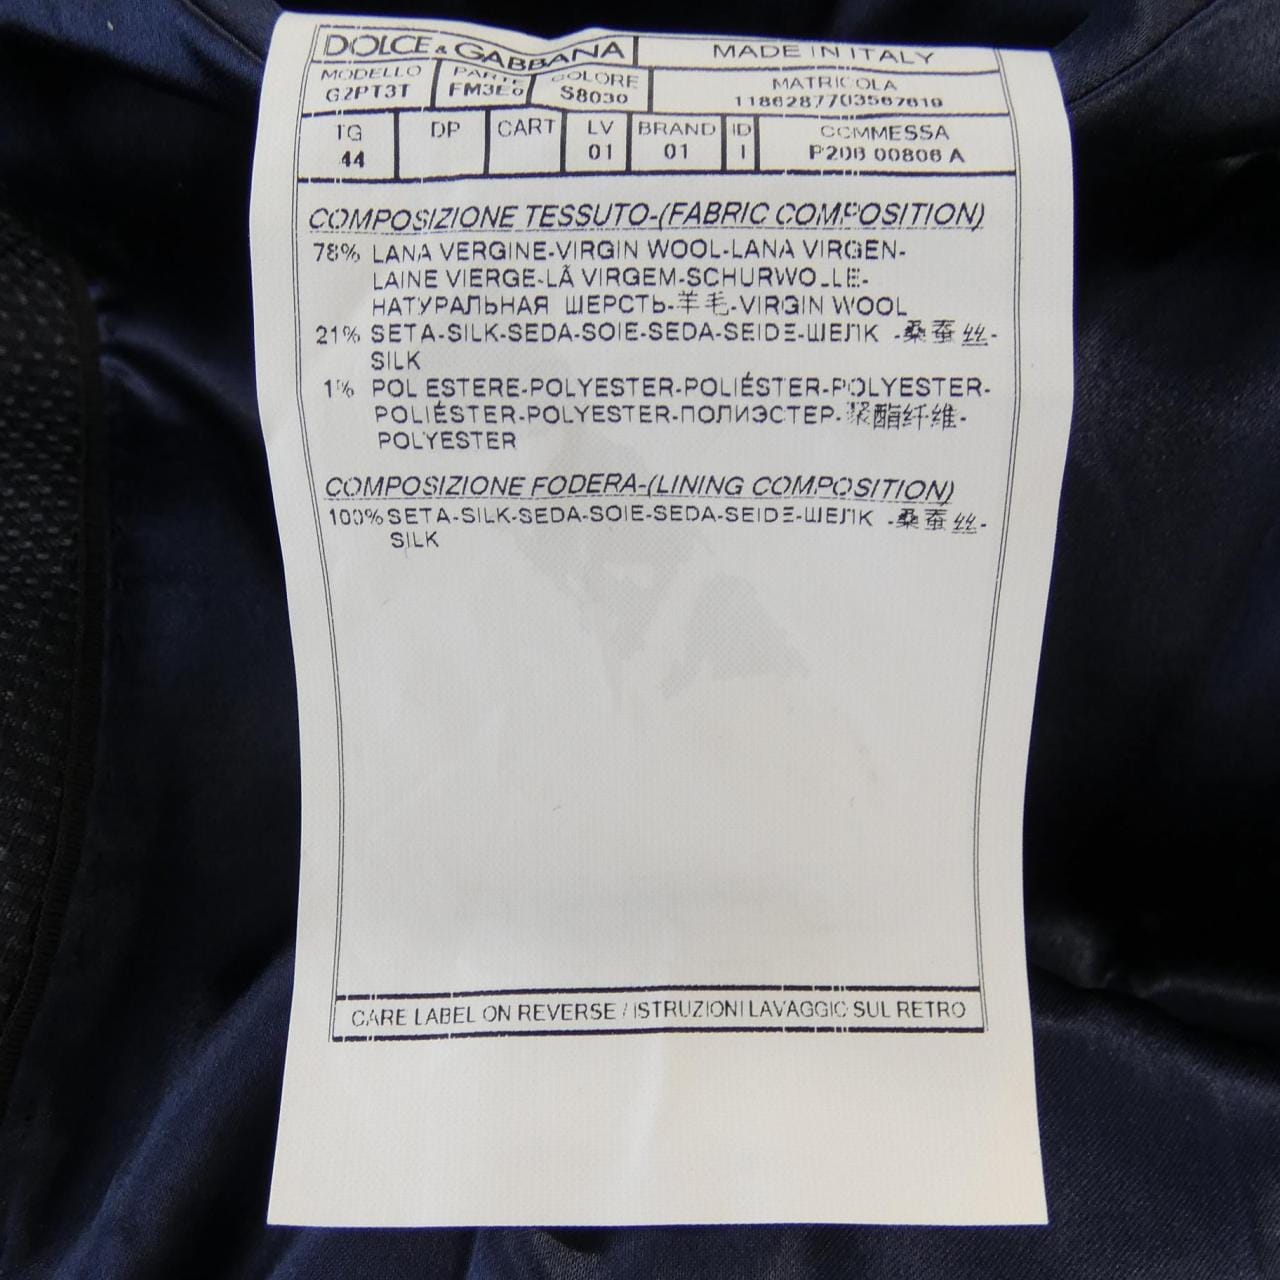 DOLCE & GABBANA MADE IN ITALY
MODELLO PARTE COLORE MATRICOLA
G2PT3T S8030 1186287703567619
TG DP CART LV BRAND ID COMMESSA
44 01 01 I P20B 00806 A
COMPOSIZIONE TESSUTO-(FABRIC COMPOSITION)
78% LANA VERGINE-VIRGIN WOOL-LANA VIRGEN-
LAINE VIERGE-LÃ VIRGEM-SCHURWOLLE-
НАТУРАЛЬНАЯ ШЕРСТЬ-羊毛-VIRGIN WOOL
21% SETA-SILK-SEDA-SOIE-SEDA-SEIDE-ШЕЛК -桑蚕丝-
SILK
1% POLIESTERE-POLYESTER-POLIÉSTER-POLYESTER-
POLIÉSTER-POLYESTER-ПОЛИЭСТЕР-聚酯纤维-
POLYESTER
COMPOSIZIONE FODERA-(LINING COMPOSITION)
100% SETA-SILK-SEDA-SOIE-SEDA-SEIDE-ШЕЛК -桑蚕丝-
SILK
CARE LABEL ON REVERSE / ISTRUZIONI LAVAGGIO SUL RETRO